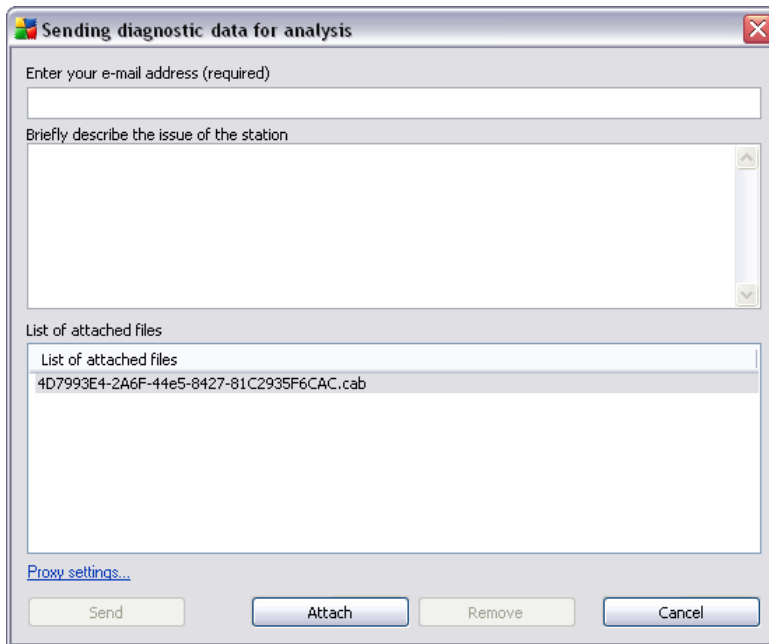 Sending diagnostic data for analysis
Enter your e-mail address (required)
Briefly describe the issue of the station
List of attached files
List of attached files
4D7993E4-2A6F-44e5-8427-81C2935F6CAC.cab
Proxy settings...
Send Attach Remove Cancel